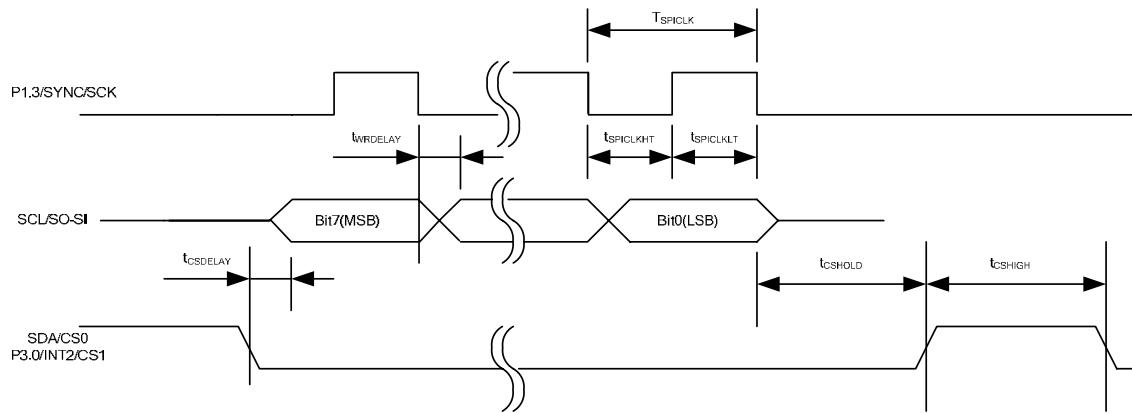 TSPICLK
P1.3/SYNC/SCK
tWRDELAY
tSPICLKHT
tSPICLKLT
SCL/SO-SI
Bit7(MSB)
Bit0(LSB)
tCSDELAY
tCSHOLD
tCSHIGH
SDA/CS0
P3.0/INT2/CS1